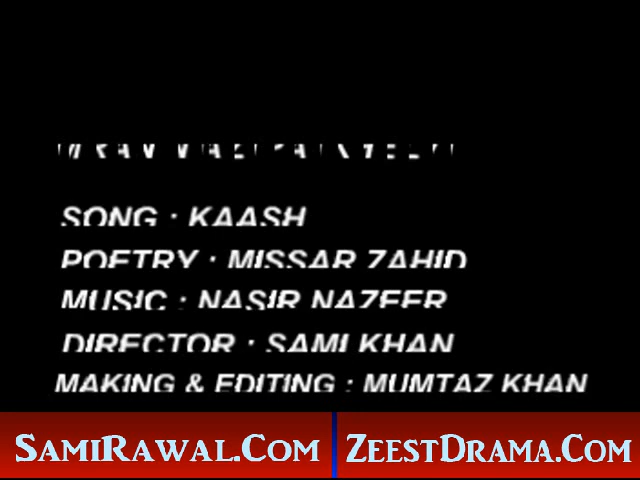 SONG : KAASH
POETRY : MISSAR ZAHID
MUSIC : NASIR NAZEER
DIRECTOR : SAMI KHAN
MAKING & EDITING : MUMTAZ KHAN
SAMIRAWAL.COM ZEESTDRAMA.COM